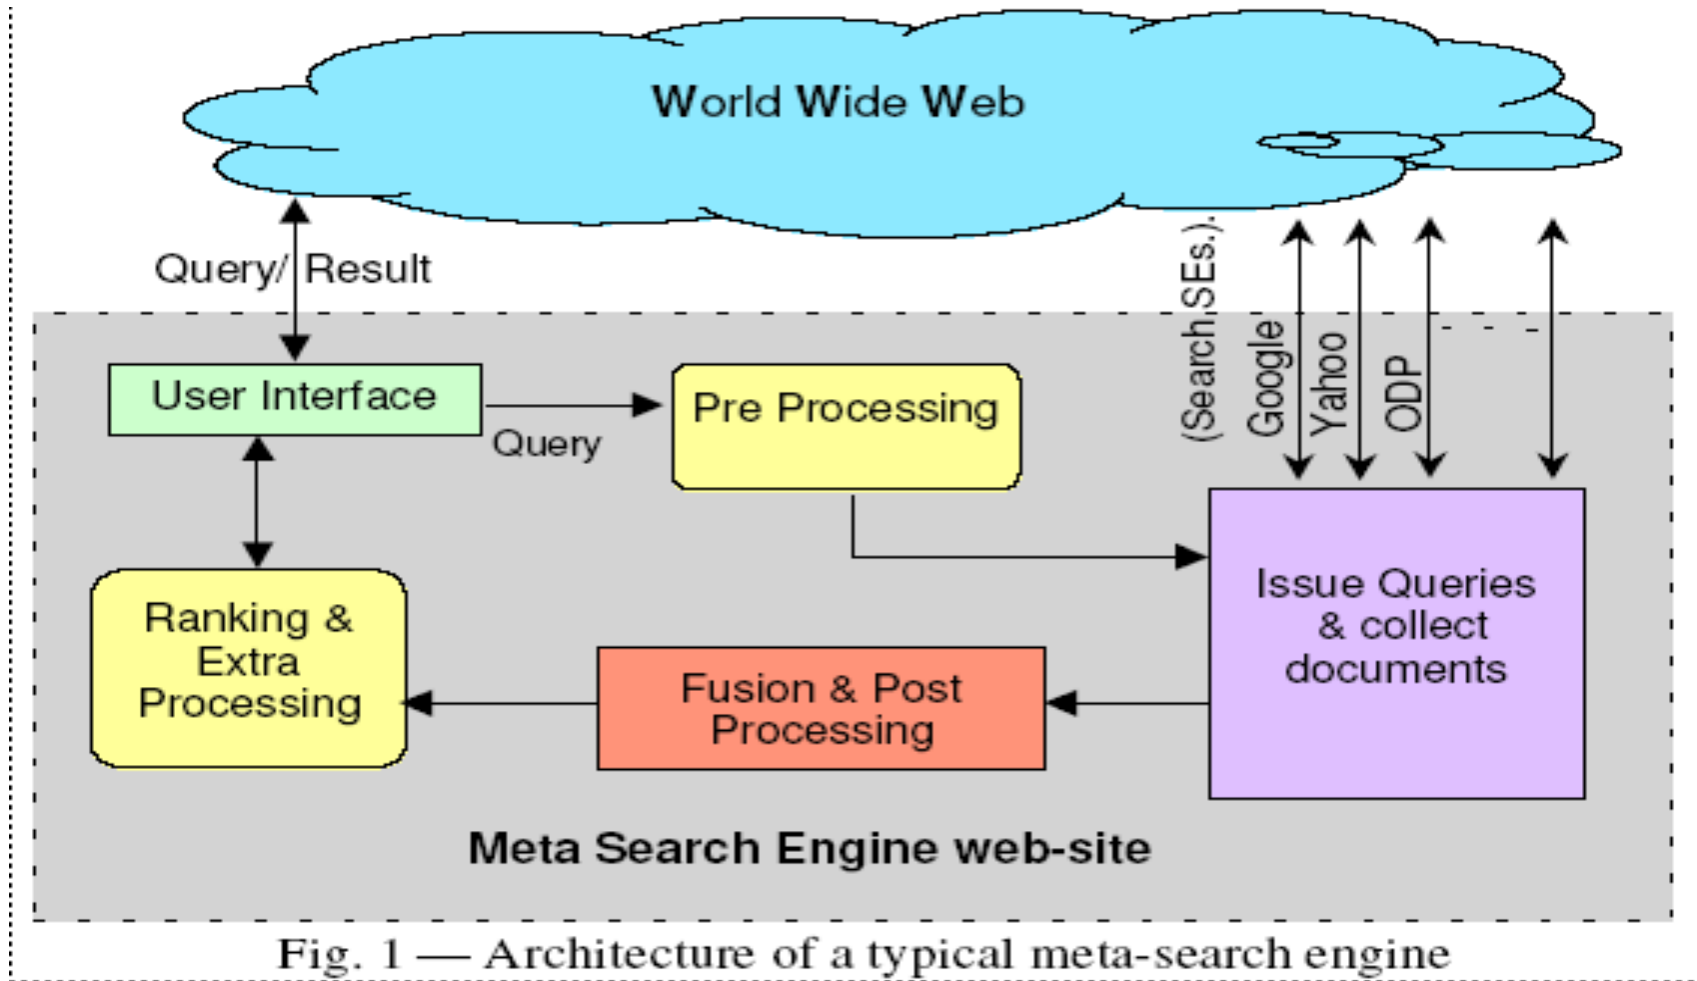 World Wide Web
Query/ Result
(Search SEs.).
Google
Yahoo
ODP
User Interface
Query
Pre Processing
Issue Queries
& collect
documents
Ranking &
Extra
Processing
Fusion & Post
Processing
Meta Search Engine web-site
Fig. 1 — Architecture of a typical meta-search engine